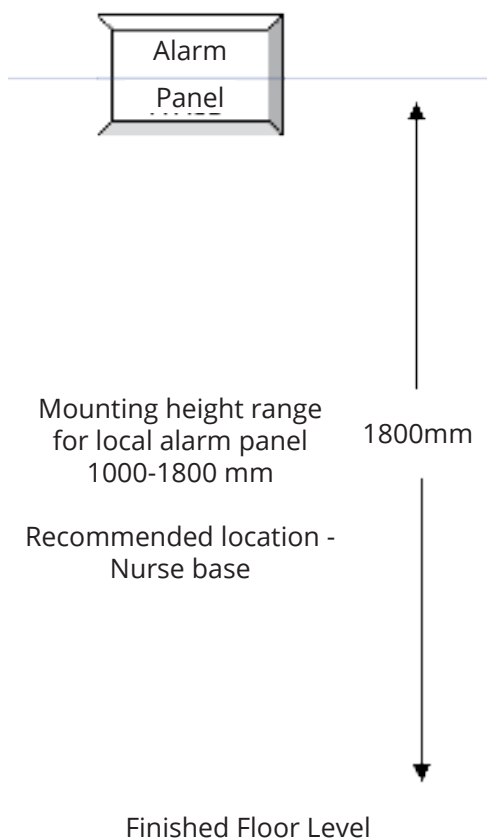 Alarm
Panel
Mounting height range
for local alarm panel
1000-1800 mm
1800mm
Recommended location -
Nurse base
Finished Floor Level